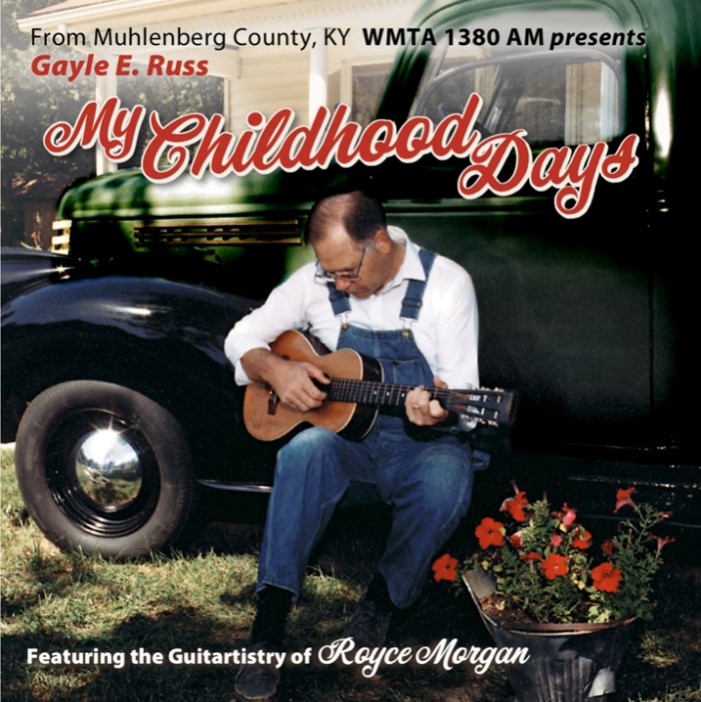 From Muhlenberg County, KY WMTA 1380 AM presents
Gayle E. Russ
My Childhood Days
Featuring the Guitartistry of Royce Morgan